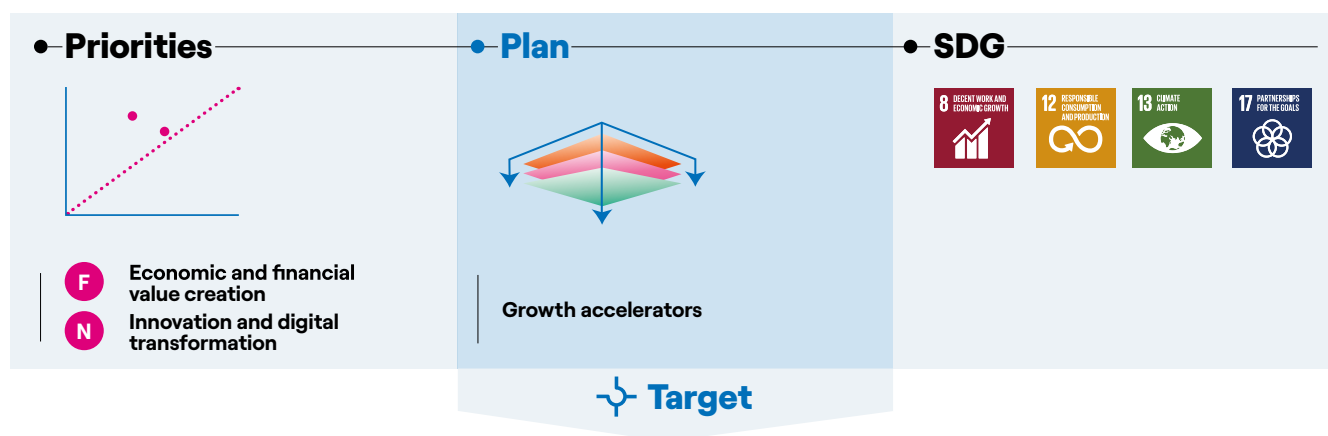 Priorities
Plan
SDG
8 DECENT WORK AND
ECONOMIC GROWTH
12 RESPONSIBLE
CONSUMPTION
AND PRODUCTION
13 CLIMATE
ACTION
17 PARTNERSHIPS
FOR THE GOALS
F Economic and financial
value creation
N Innovation and digital
transformation
Growth accelerators
Target